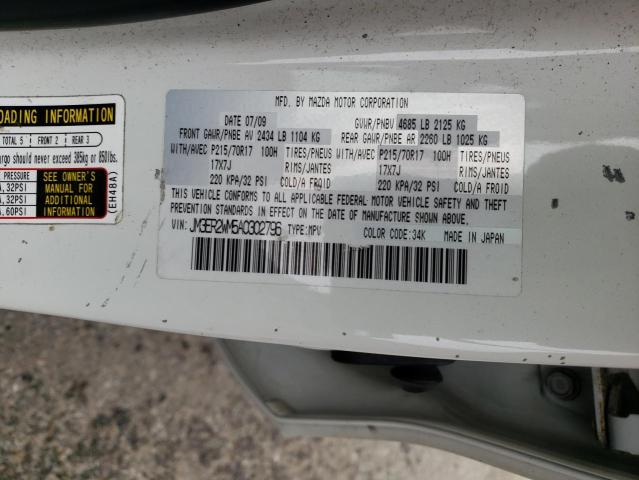 OADING INFORMATION
TOTAL 5 FRONT 2 REAR 3
argo should never exceed 385kg or 850lbs.
PRESSURE
A,32PSI
A,32PSI
A,60PSI
SEE OWNER'S
MANUAL FOR
ADDITIONAL
INFORMATION
(EH48A)
MFD. BY MAZDA MOTOR CORPORATION
DATE 07/09 GVWR/PNBV 4685 LB 2125 KG
FRONT GAWR/PNBE AV 2434 LB 1104 KG REAR GAWR/PNBE AR 2260 LB 1025 KG
WITH/AVEC P215/70R17 100H TIRES/PNEUS WITH/AVEC P215/70R17 100H TIRES/PNEUS
17X7J RIMS/JANTES 17X7J RIMS/JANTES
220 KPA/32 PSI COLD/A FROID 220 KPA/32 PSI COLD/A FROID
THIS VEHICLE CONFORMS TO ALL APPLICABLE FEDERAL MOTOR VEHICLE SAFETY AND THEFT
PREVENTION STANDARDS IN EFFECT ON THE DATE OF MANUFACTURE SHOWN ABOVE.
VIN: JM3ER2WM5A0302796 TYPE:MPV COLOR CODE:34K MADE IN JAPAN